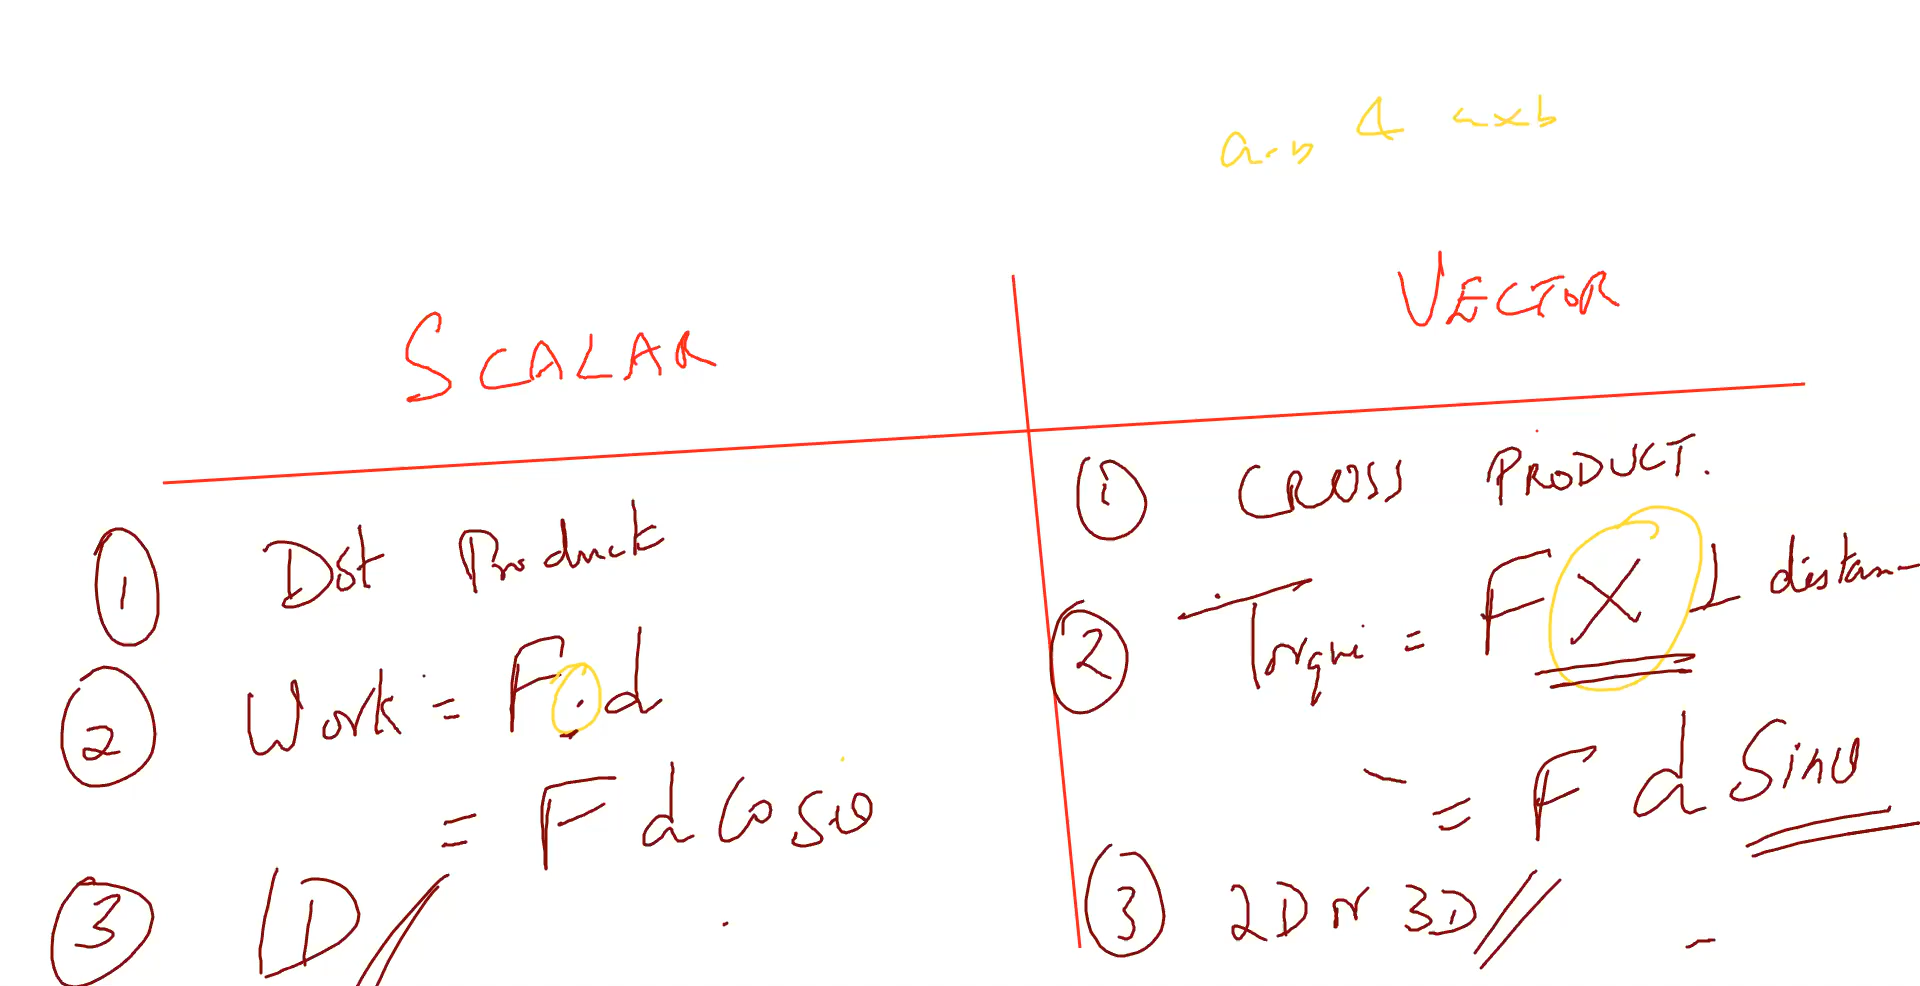 a.b & axb
SCALAR
VECTOR
① Dot Product
② Work = F.d
= F d Cosθ
③ 1D
① CROSS PRODUCT.
② Torque = F X ⊥ distan
= F d Sinθ
③ 2D or 3D